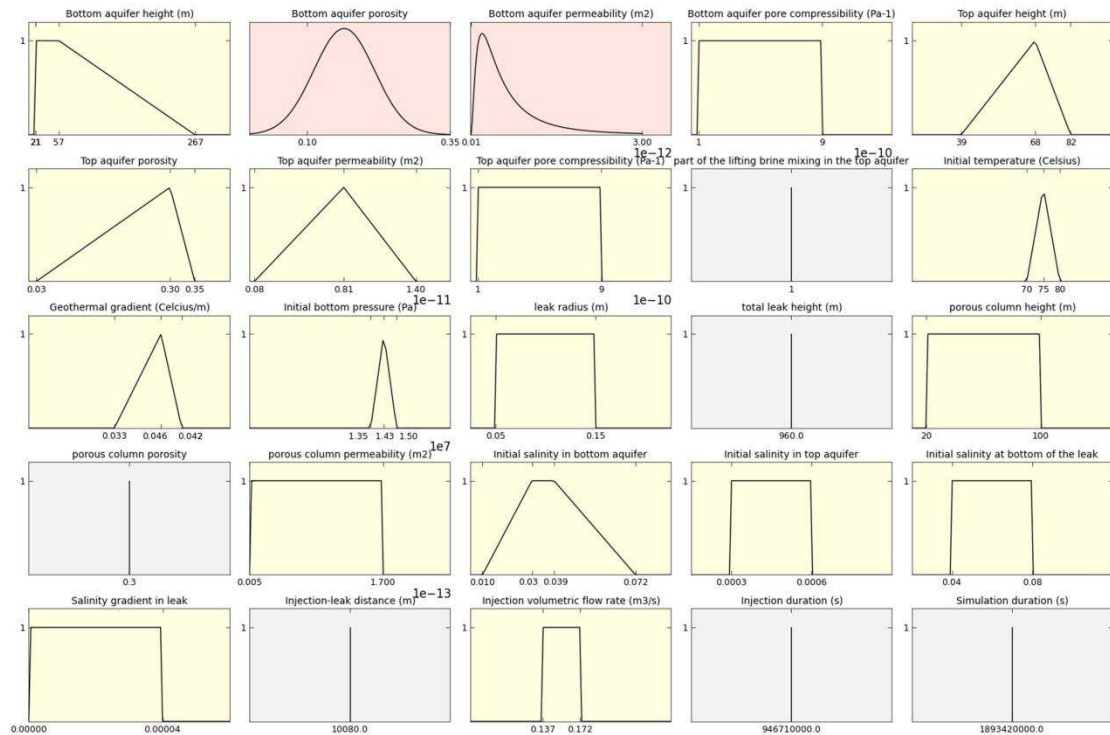 Bottom aquifer height (m)
1
21 57 267
Bottom aquifer porosity
0.10 0.35
Bottom aquifer permeability (m2)
0.01 3.00
1e-12
Bottom aquifer pore compressibility (Pa-1)
1
1 9
1e-10
Top aquifer height (m)
1
39 68 82
Top aquifer porosity
1
0.03 0.30 0.35
Top aquifer permeability (m2)
1
0.08 0.81 1.40
1e-11
Top aquifer pore compressibility (Pa-1)
1
1 9
1e-10
part of the lifting brine mixing in the top aquifer
1
1
Initial temperature (Celsius)
1
70 75 80
Geothermal gradient (Celcius/m)
1
0.033 0.046 0.042
Initial bottom pressure (Pa)
1
1.35 1.43 1.50
1e7
leak radius (m)
1
0.05 0.15
total leak height (m)
1
960.0
porous column height (m)
1
20 100
porous column porosity
1
0.3
porous column permeability (m2)
1
0.005 1.700
1e-13
Initial salinity in bottom aquifer
1
0.010 0.03 0.039 0.072
Initial salinity in top aquifer
1
0.0003 0.0006
Initial salinity at bottom of the leak
1
0.04 0.08
Salinity gradient in leak
1
0.00000 0.00004
Injection-leak distance (m)
1
10080.0
Injection volumetric flow rate (m3/s)
1
0.137 0.172
Injection duration (s)
1
946710000.0
Simulation duration (s)
1
1893420000.0